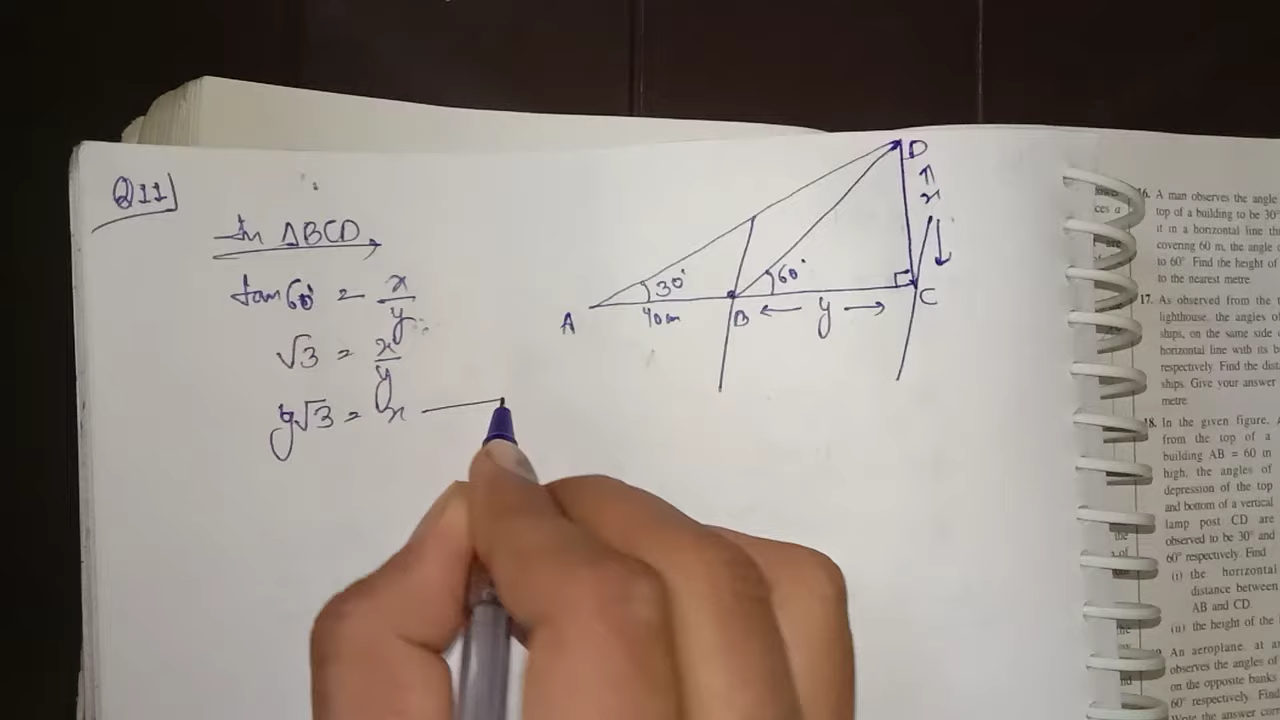 Q11
In ΔBCD,
tan60° = x/y
√3 = x/y
y√3 = x
D
x
30°
60°
A
40m
B
← y →
C
16. A man observes the angle
top of a building to be 30°
it in a horizontal line
covering 60 m, the angle
to 60° Find the height of
to the nearest metre
17. As observed from the
lighthouse, the angles of
ships, on the same side
horizontal line with its
respectively. Find the
ships. Give your answer
metre
18. In the given figure,
from the top of a
building AB = 60 m
high, the angles of
depression of the top
and bottom of a vertical
lamp post CD are
observed to be 30° and
60° respectively. Find
(i) the horizontal
distance between
AB and CD
(ii) the height of the
An aeroplane, at
observes the angles of
on the opposite banks
60° respectively. Find
Write the answer